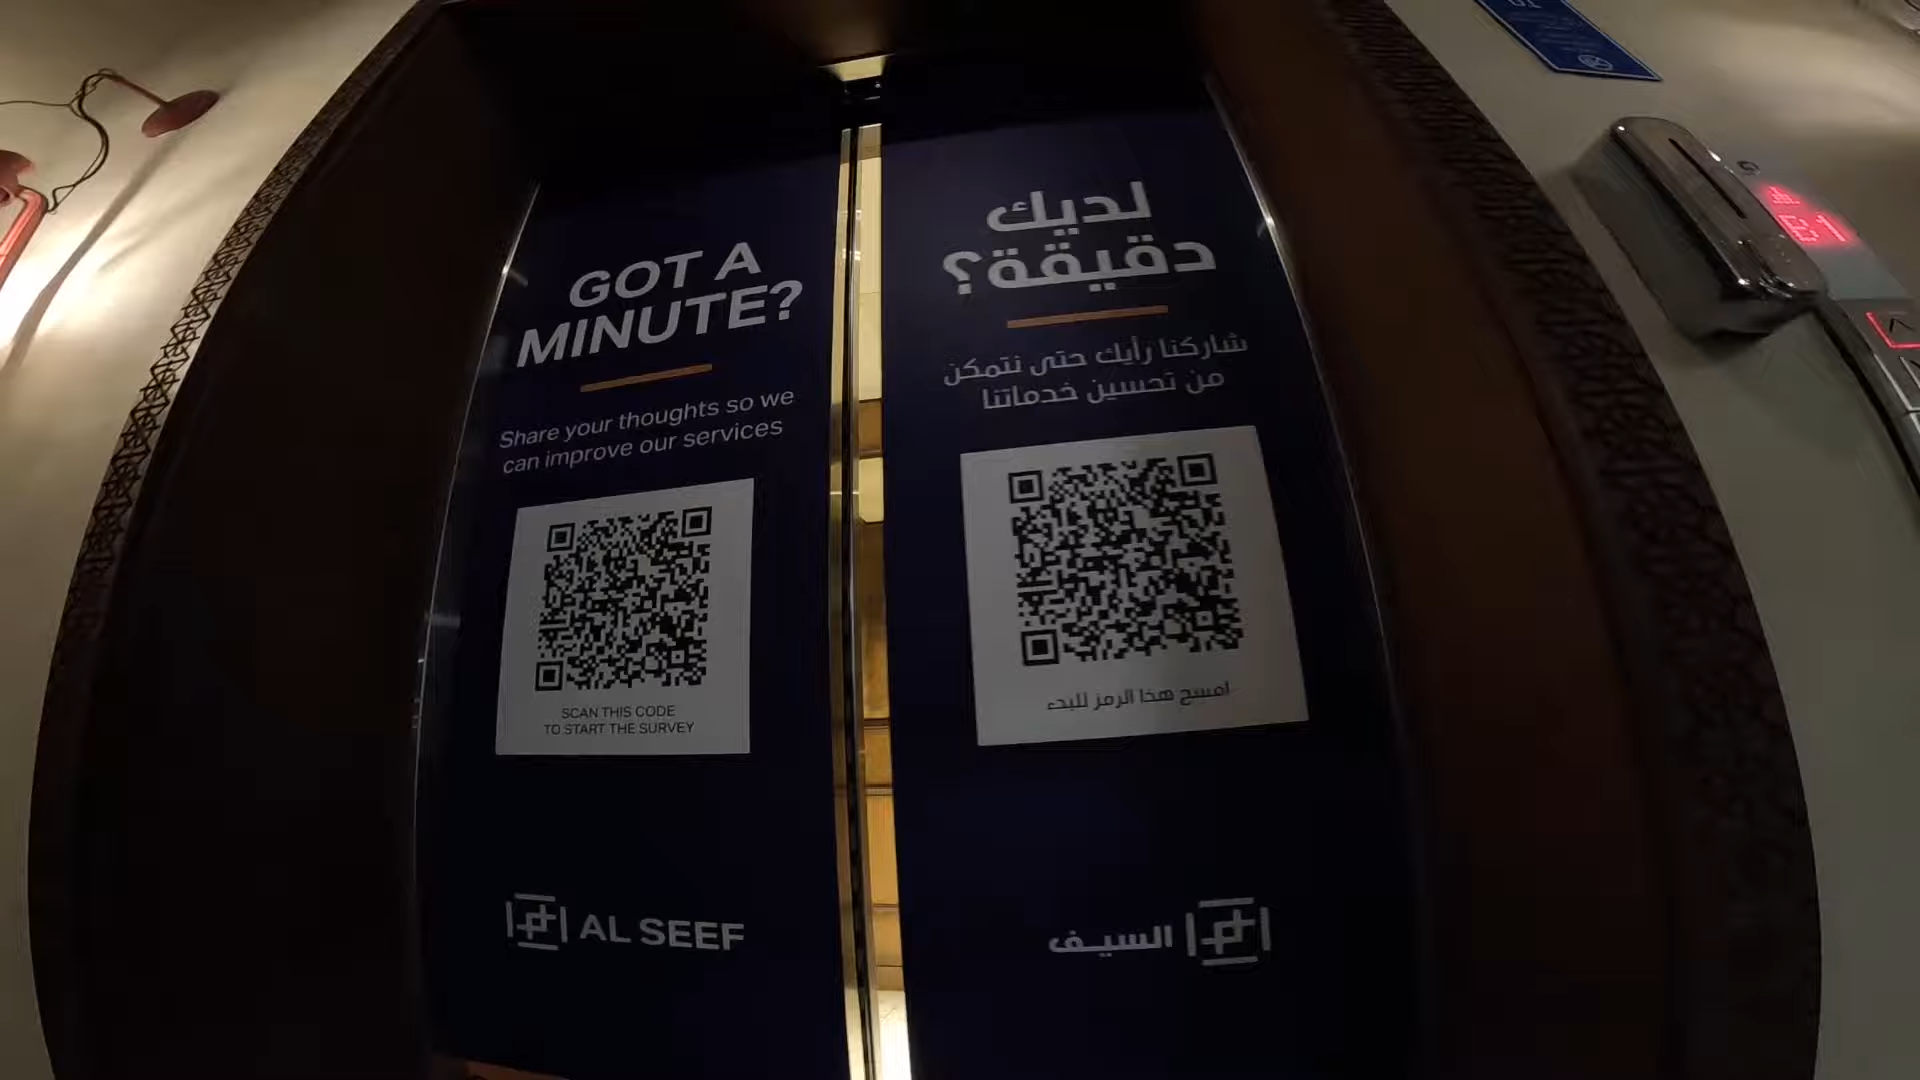 GOT A
MINUTE?
Share your thoughts so we
can improve our services
SCAN THIS CODE
TO START THE SURVEY
AL SEEF
لديك
دقيقة؟
شاركنا رأيك حتى نتمكن
من تحسين خدماتنا
امسح هذا الرمز للبدء
السيف